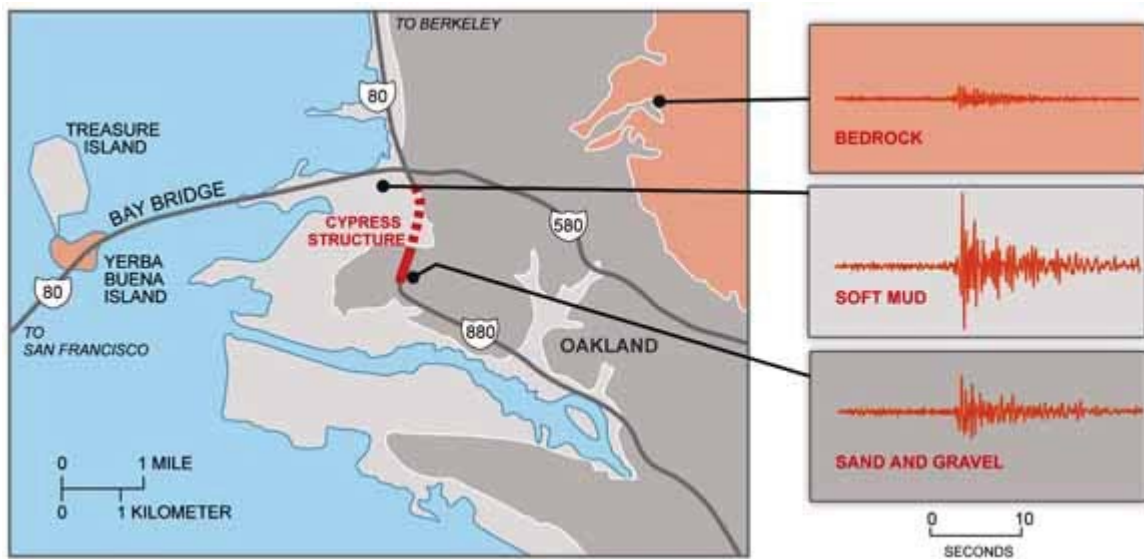 TO BERKELEY
80
TREASURE
ISLAND
BAY BRIDGE
CYPRESS
STRUCTURE
580
YERBA
BUENA
ISLAND
80
TO
SAN FRANCISCO
880
OAKLAND
0 1 MILE
0 1 KILOMETER
BEDROCK
SOFT MUD
SAND AND GRAVEL
0 10
SECONDS